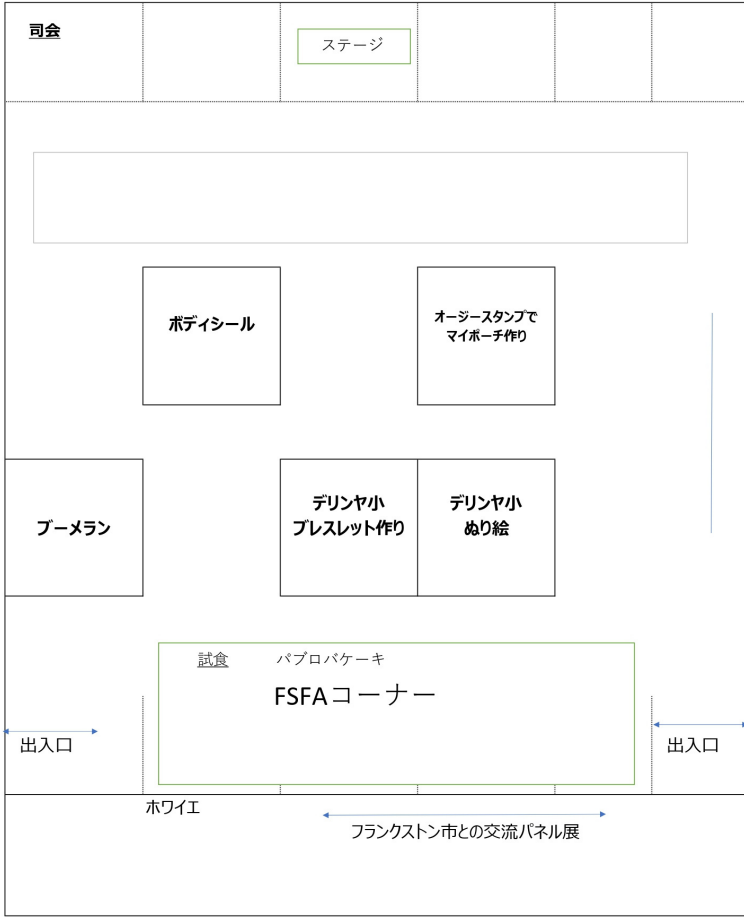 司会
ステージ
ボディシール
オージースタンプで
マイポーチ作り
ブーメラン
デリンヤ小
ブレスレット作り
デリンヤ小
ぬり絵
試食 パブロバケーキ
FSFAコーナー
出入口
出入口
ホワイエ
フランクストン市との交流パネル展